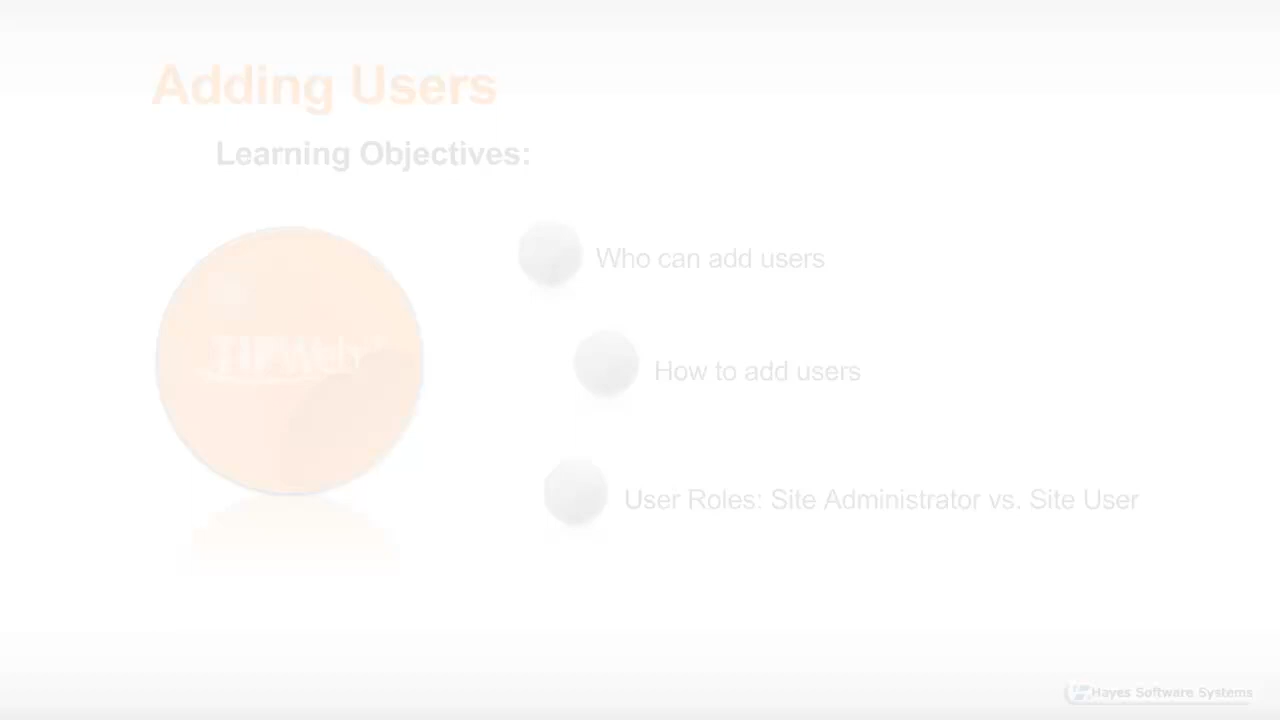 Adding Users
Learning Objectives:
Who can add users
TIPWeb
How to add users
User Roles: Site Administrator vs. Site User
Hayes Software Systems